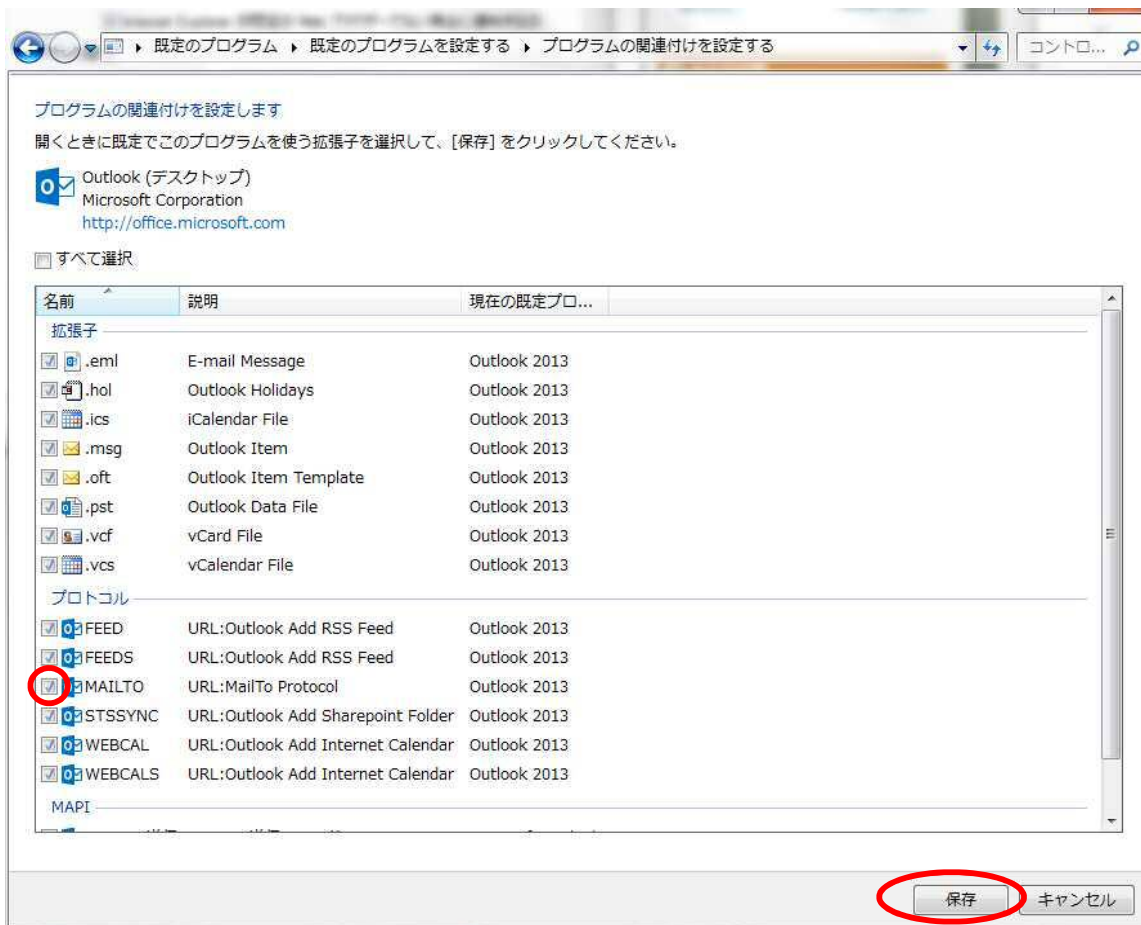 既定のプログラム ▸ 既定のプログラムを設定する ▸ プログラムの関連付けを設定する コントロ...
プログラムの関連付けを設定します
開くときに既定でこのプログラムを使う拡張子を選択して、[保存] をクリックしてください。
Outlook (デスクトップ)
Microsoft Corporation
http://office.microsoft.com
すべて選択
名前 説明 現在の既定プロ...
拡張子
.eml E-mail Message Outlook 2013
.hol Outlook Holidays Outlook 2013
.ics iCalendar File Outlook 2013
.msg Outlook Item Outlook 2013
.oft Outlook Item Template Outlook 2013
.pst Outlook Data File Outlook 2013
.vcf vCard File Outlook 2013
.vcs vCalendar File Outlook 2013
プロトコル
FEED URL:Outlook Add RSS Feed Outlook 2013
FEEDS URL:Outlook Add RSS Feed Outlook 2013
MAILTO URL:MailTo Protocol Outlook 2013
STSSYNC URL:Outlook Add Sharepoint Folder Outlook 2013
WEBCAL URL:Outlook Add Internet Calendar Outlook 2013
WEBCALS URL:Outlook Add Internet Calendar Outlook 2013
MAPI
保存 キャンセル